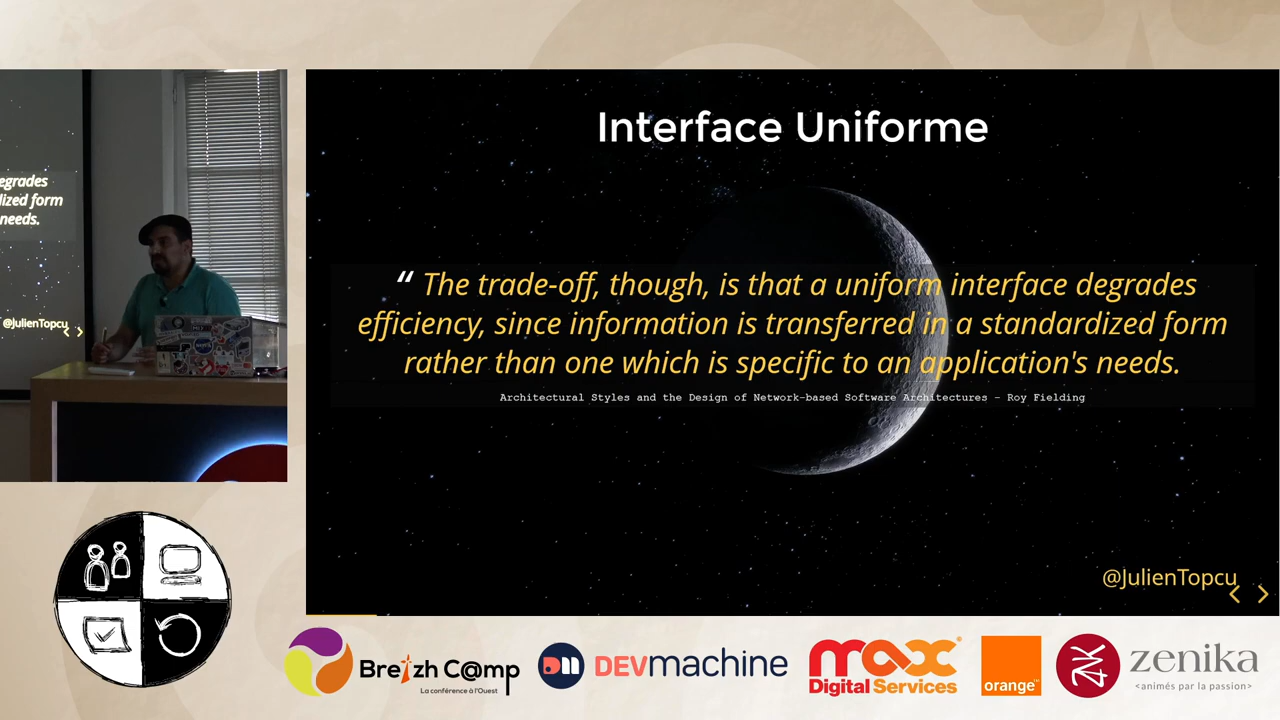 Interface Uniforme
“ The trade-off, though, is that a uniform interface degrades
efficiency, since information is transferred in a standardized form
rather than one which is specific to an application's needs.
Architectural Styles and the Design of Network-based Software Architectures - Roy Fielding
@JulienTopcu
egrades
lized form
needs.
@JulienTopcu
Breizh C@mp
La conférence à l'Ouest
DEVmachine
max
Digital Services
orange™
zenika
<animés par la passion>